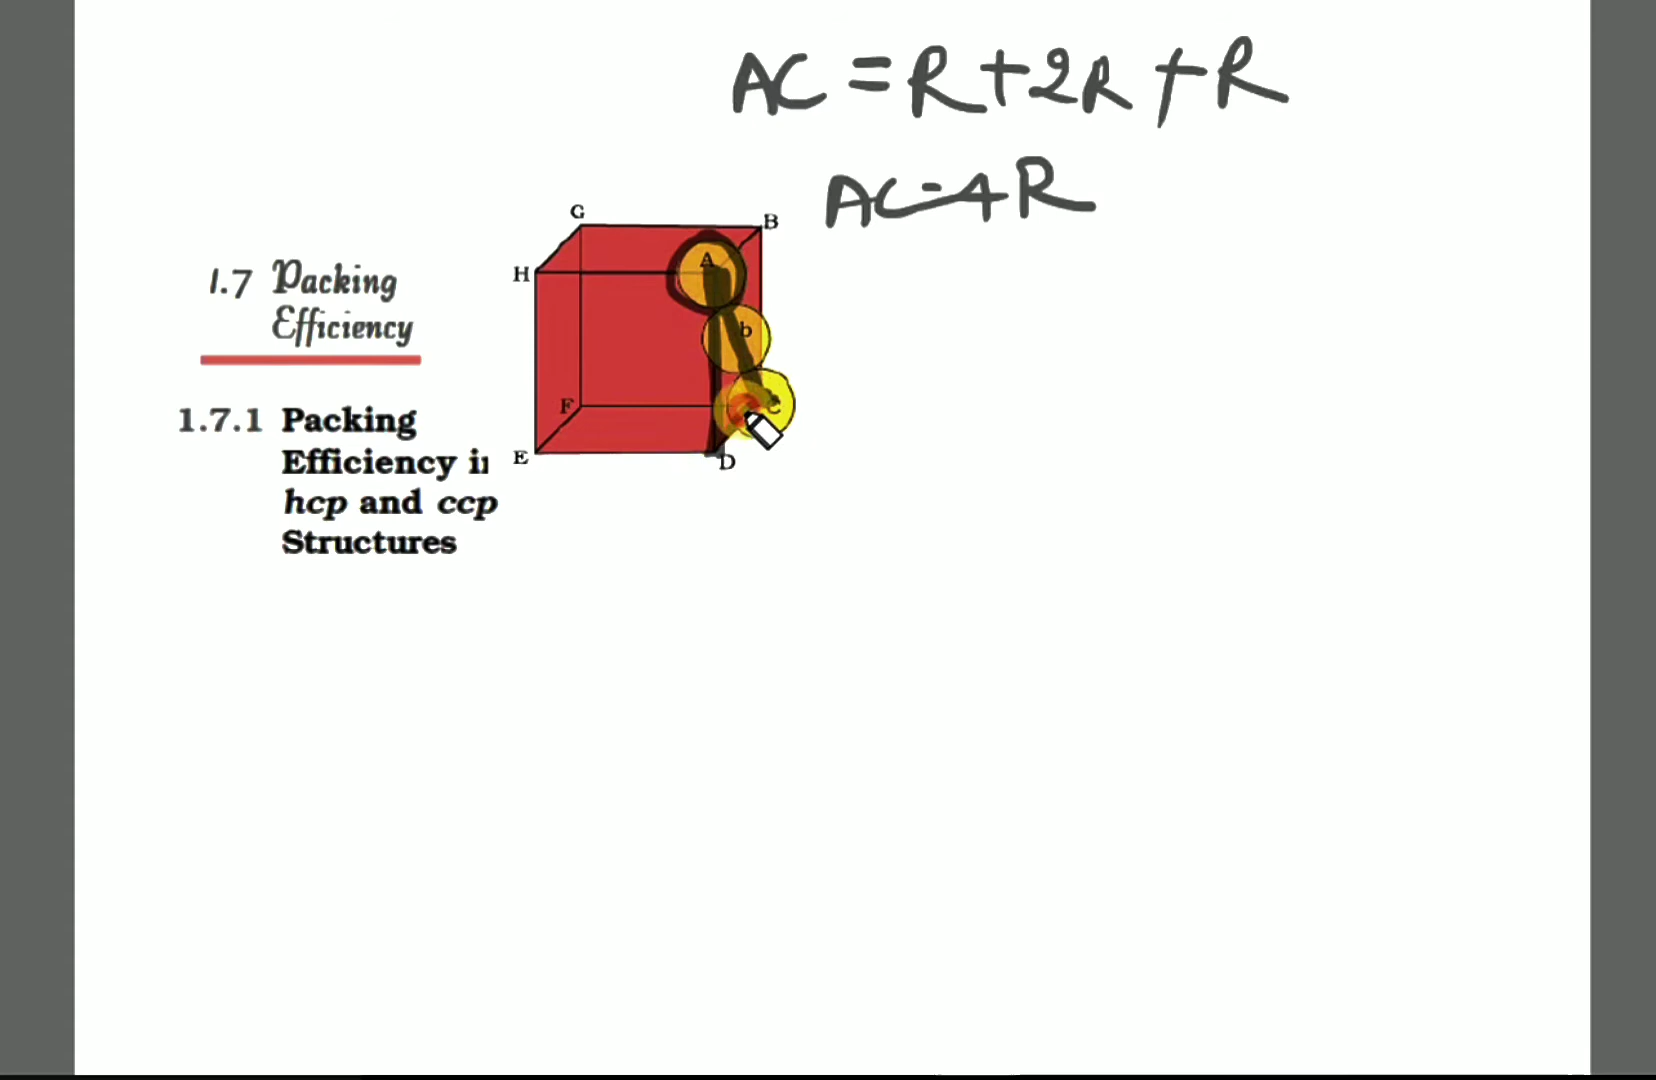 AC = R + 2R + R
AC = 4R
G
B
H
A
1.7 Packing
Efficiency
b
F
C
1.7.1 Packing
Efficiency i
E
D
hcp and ccp
Structures